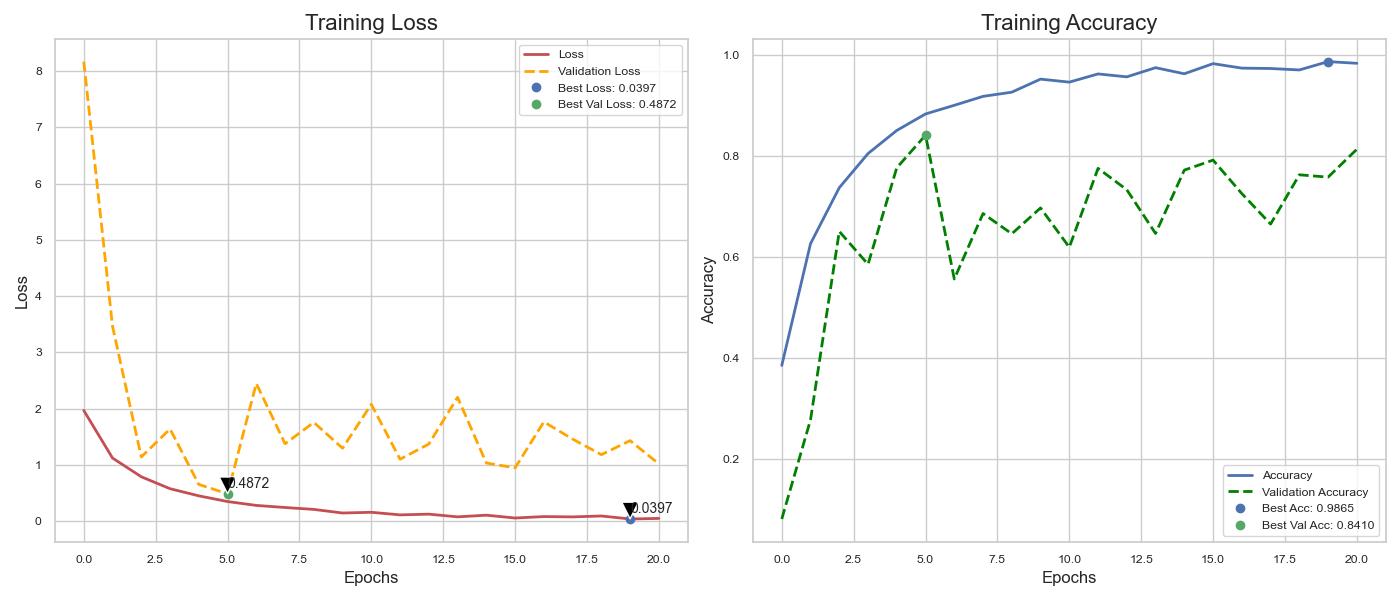 Training Loss
Loss
Validation Loss
Best Loss: 0.0397
Best Val Loss: 0.4872
8
7
6
5
4
3
2
1
0
Loss
0.4872
0.0397
0.0 2.5 5.0 7.5 10.0 12.5 15.0 17.5 20.0
Epochs
Training Accuracy
1.0
0.8
0.6
0.4
0.2
Accuracy
Accuracy
Validation Accuracy
Best Acc: 0.9865
Best Val Acc: 0.8410
0.0 2.5 5.0 7.5 10.0 12.5 15.0 17.5 20.0
Epochs